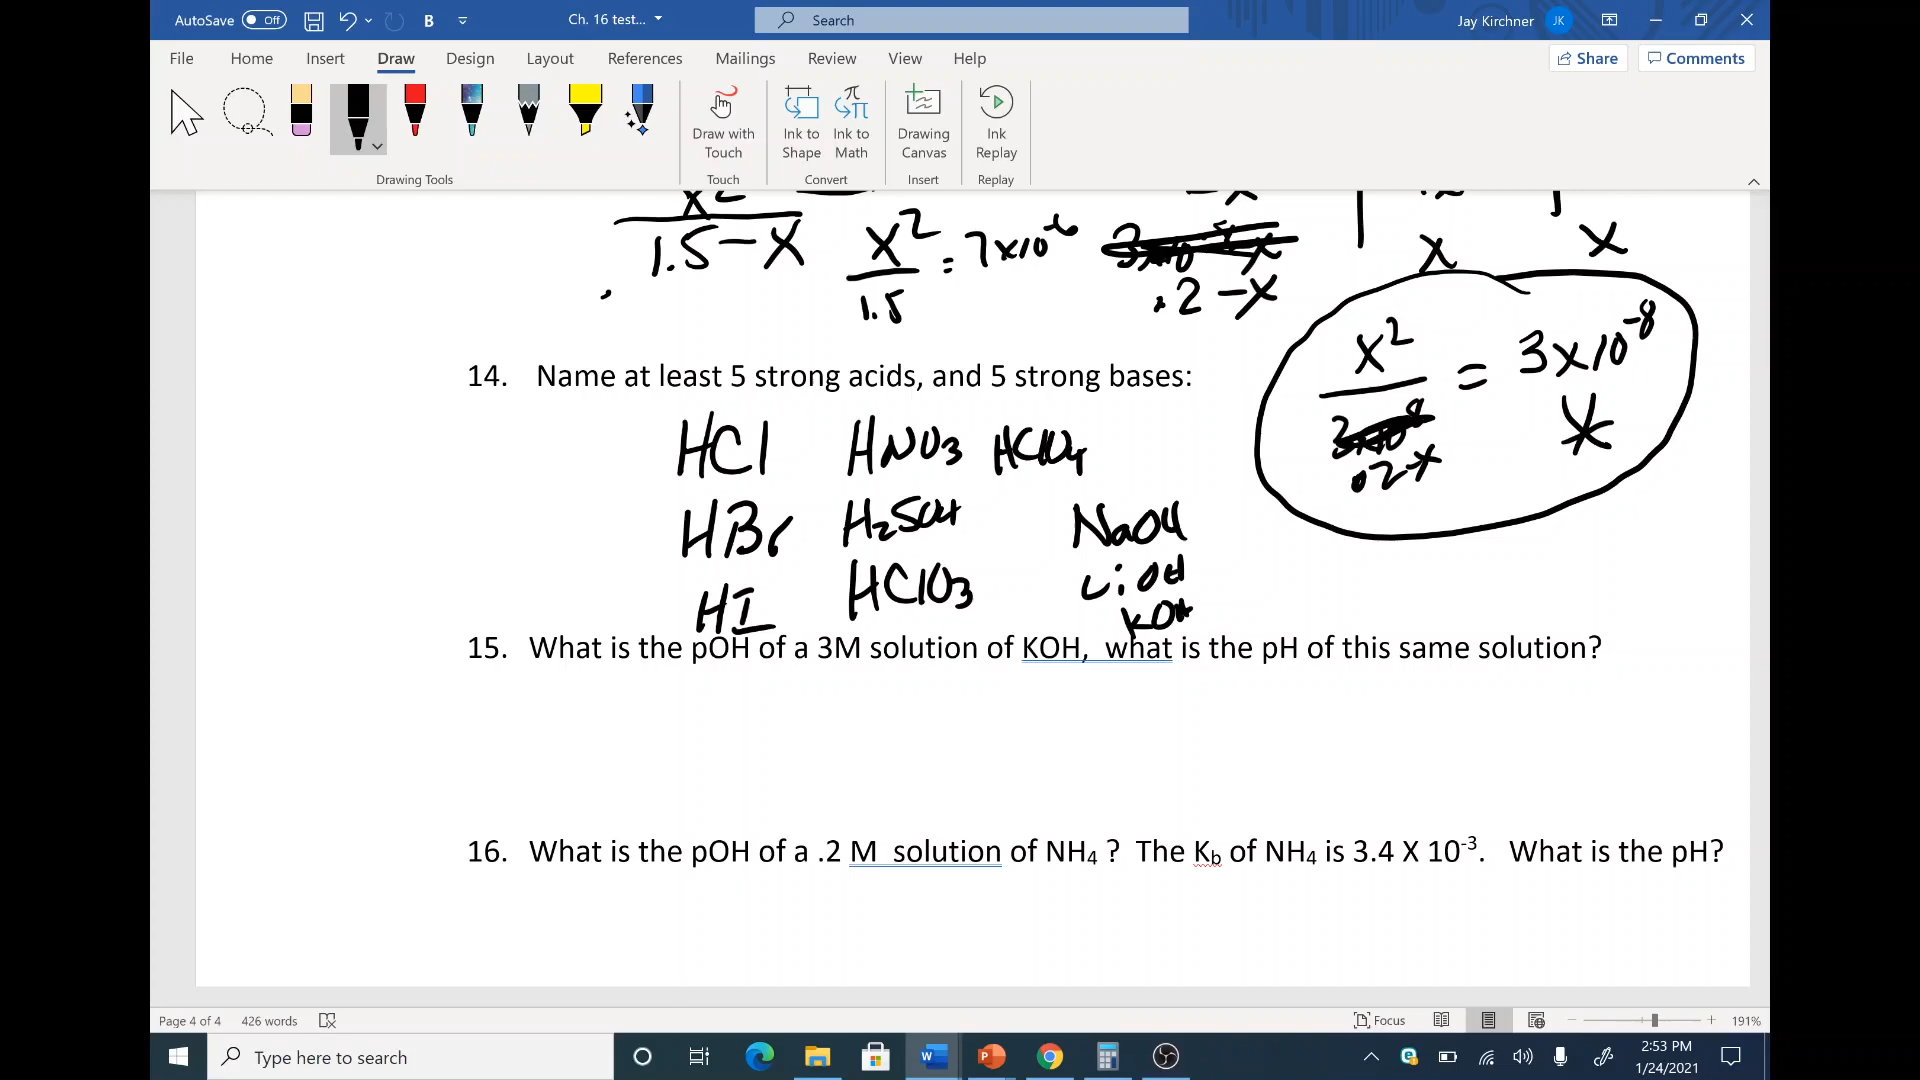 AutoSave Off B Ch. 16 test... Search Jay Kirchner JK
File Home Insert Draw Design Layout References Mailings Review View Help Share Comments
Draw with Touch
Ink to Shape
Ink to Math
Drawing Canvas
Ink Replay
Drawing Tools Touch Convert Insert Replay
x² -x
1.5-x x²/1.5 = 7x10⁻⁶ x x
.2-x
x²/.2-x = 3x10⁻⁸
14. Name at least 5 strong acids, and 5 strong bases:
HCl HNO3 HClO4
HBr H2SO4 NaOH
HI HClO3 LiOH
KOH
15. What is the pOH of a 3M solution of KOH, what is the pH of this same solution?
16. What is the pOH of a .2 M solution of NH₄ ? The K_b of NH₄ is 3.4 X 10⁻³. What is the pH?
Page 4 of 4 426 words Focus 191%
Type here to search 2:53 PM
1/24/2021